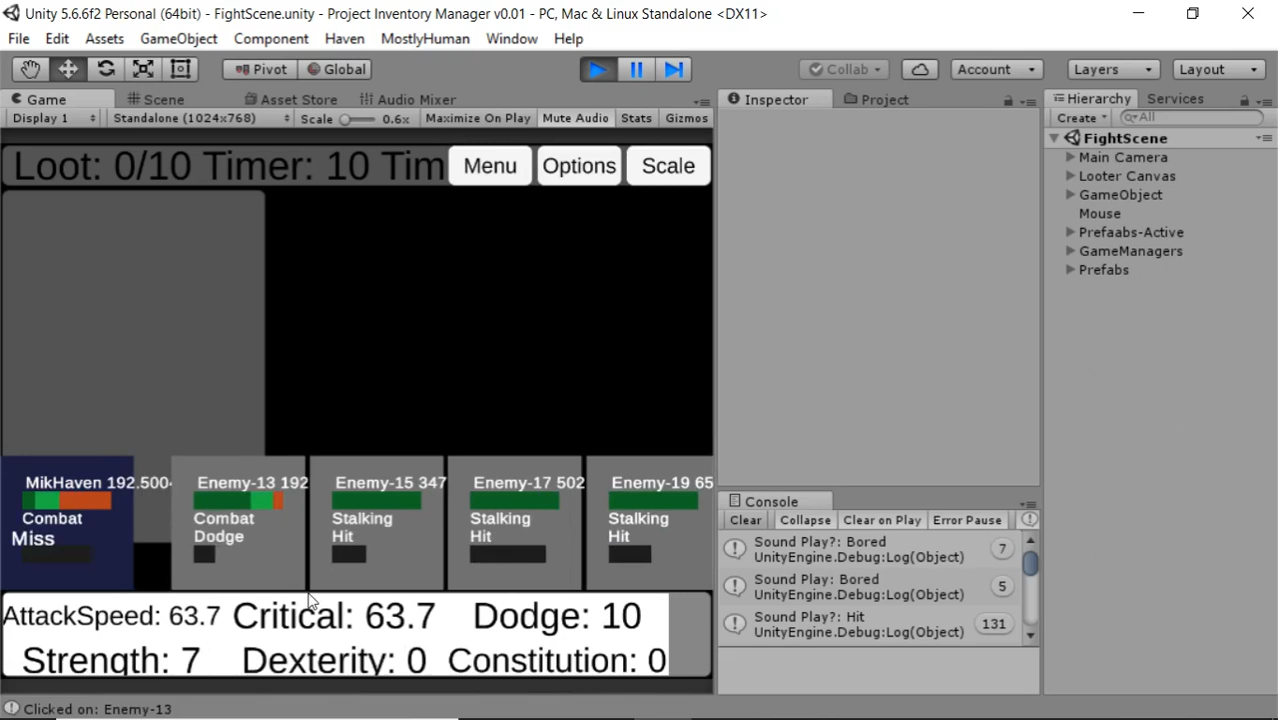 Unity 5.6.6f2 Personal (64bit) - FightScene.unity - Project Inventory Manager v0.01 - PC, Mac & Linux Standalone <DX11>
File Edit Assets GameObject Component Haven MostlyHuman Window Help
Pivot Global Collab Account Layers Layout
Game Scene Asset Store Audio Mixer
Display 1 Standalone (1024x768) Scale 0.6x Maximize On Play Mute Audio Stats Gizmos
Loot: 0/10 Timer: 10 Tim Menu Options Scale
MikHaven 192.5004 Enemy-13 192 Enemy-15 347 Enemy-17 502 Enemy-19 65
Combat Combat Stalking Stalking Stalking
Miss Dodge Hit Hit Hit
AttackSpeed: 63.7 Critical: 63.7 Dodge: 10
Strength: 7 Dexterity: 0 Constitution: 0
Clicked on: Enemy-13
Inspector Project
Console
Clear Collapse Clear on Play Error Pause
Sound Play?: Bored
UnityEngine.Debug:Log(Object) 7
Sound Play: Bored
UnityEngine.Debug:Log(Object) 5
Sound Play?: Hit
UnityEngine.Debug:Log(Object) 131
Hierarchy Services
Create All
FightScene
Main Camera
Looter Canvas
GameObject
Mouse
Prefaabs-Active
GameManagers
Prefabs